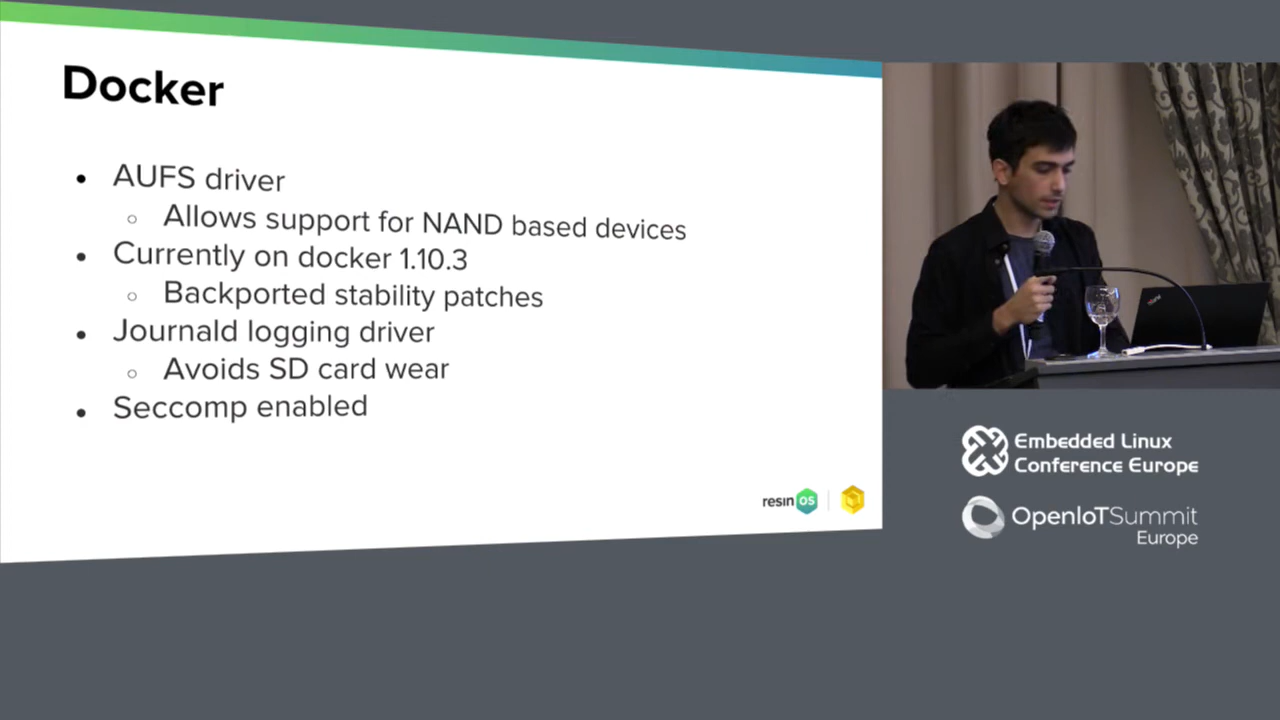 Docker
• AUFS driver
○ Allows support for NAND based devices
• Currently on docker 1.10.3
○ Backported stability patches
• Journald logging driver
○ Avoids SD card wear
• Seccomp enabled
resin OS
Embedded Linux
Conference Europe
OpenIoTSummit
Europe